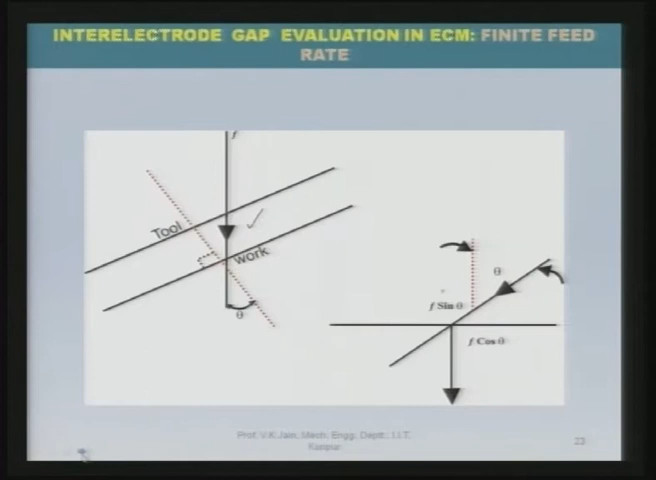 INTERELECTRODE GAP EVALUATION IN ECM: FINITE FEED
RATE
f
Tool
work
θ
θ
f Sin θ
f Cos θ
Prof. V.K.Jain, Mech. Engg. Deptt., I.I.T.
Kanpur
23